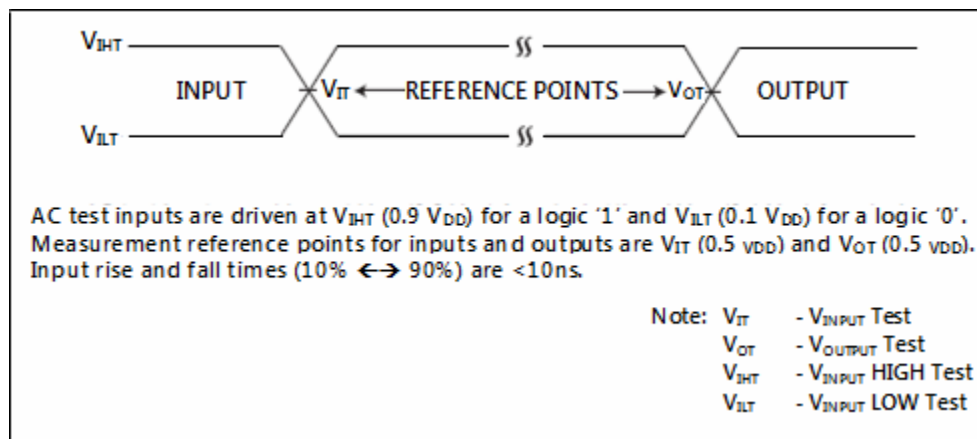 VIHT
INPUT VIT REFERENCE POINTS VOT OUTPUT
VILT
AC test inputs are driven at VIHT (0.9 VDD) for a logic '1' and VILT (0.1 VDD) for a logic '0'.
Measurement reference points for inputs and outputs are VIT (0.5 VDD) and VOT (0.5 VDD).
Input rise and fall times (10% ↔ 90%) are <10ns.
Note: VIT - VINPUT Test
VOT - VOUTPUT Test
VIHT - VINPUT HIGH Test
VILT - VINPUT LOW Test